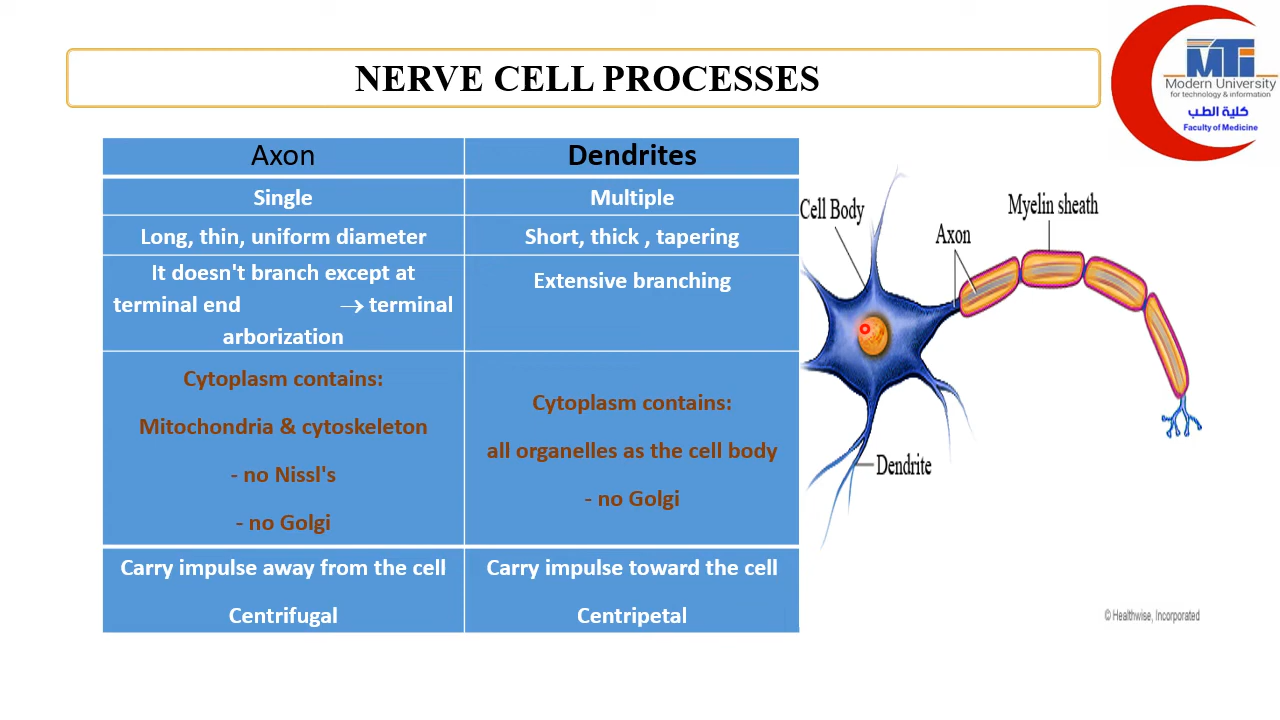 NERVE CELL PROCESSES
MTi
Modern University
for technology & information
كلية الطب
Faculty of Medicine
Axon
Dendrites
Single
Multiple
Long, thin, uniform diameter
Short, thick , tapering
It doesn't branch except at
terminal end → terminal
arborization
Extensive branching
Cytoplasm contains:
Mitochondria & cytoskeleton
- no Nissl's
- no Golgi
Cytoplasm contains:
all organelles as the cell body
- no Golgi
Carry impulse away from the cell
Centrifugal
Carry impulse toward the cell
Centripetal
Cell Body
Axon
Myelin sheath
Dendrite
© Healthwise, Incorporated